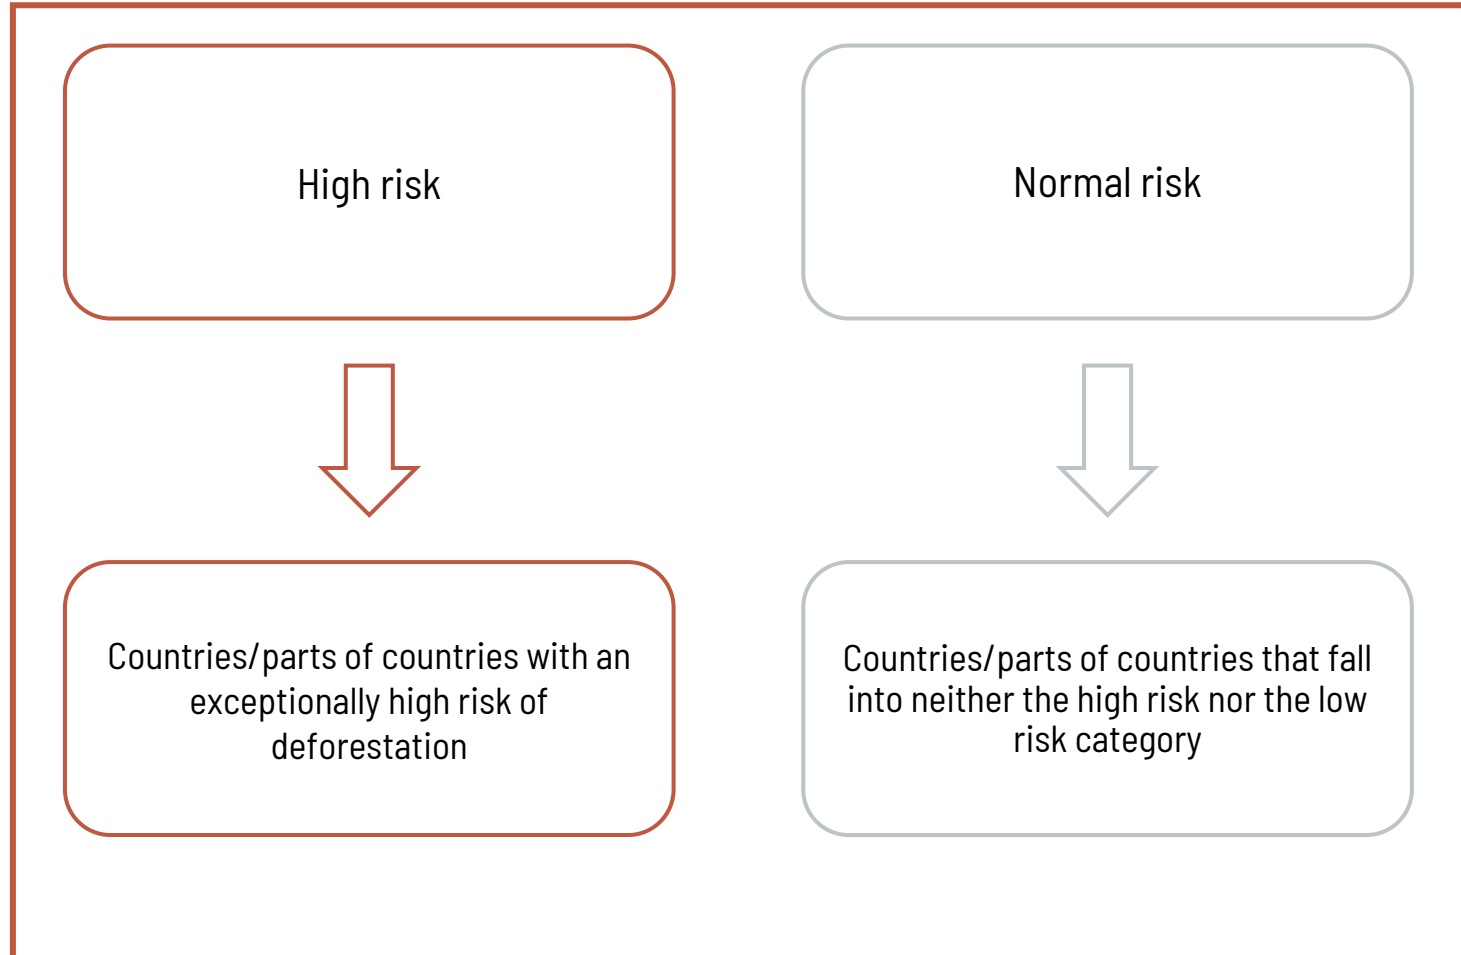 High risk
Normal risk
Countries/parts of countries with an
exceptionally high risk of
deforestation
Countries/parts of countries that fall
into neither the high risk nor the low
risk category